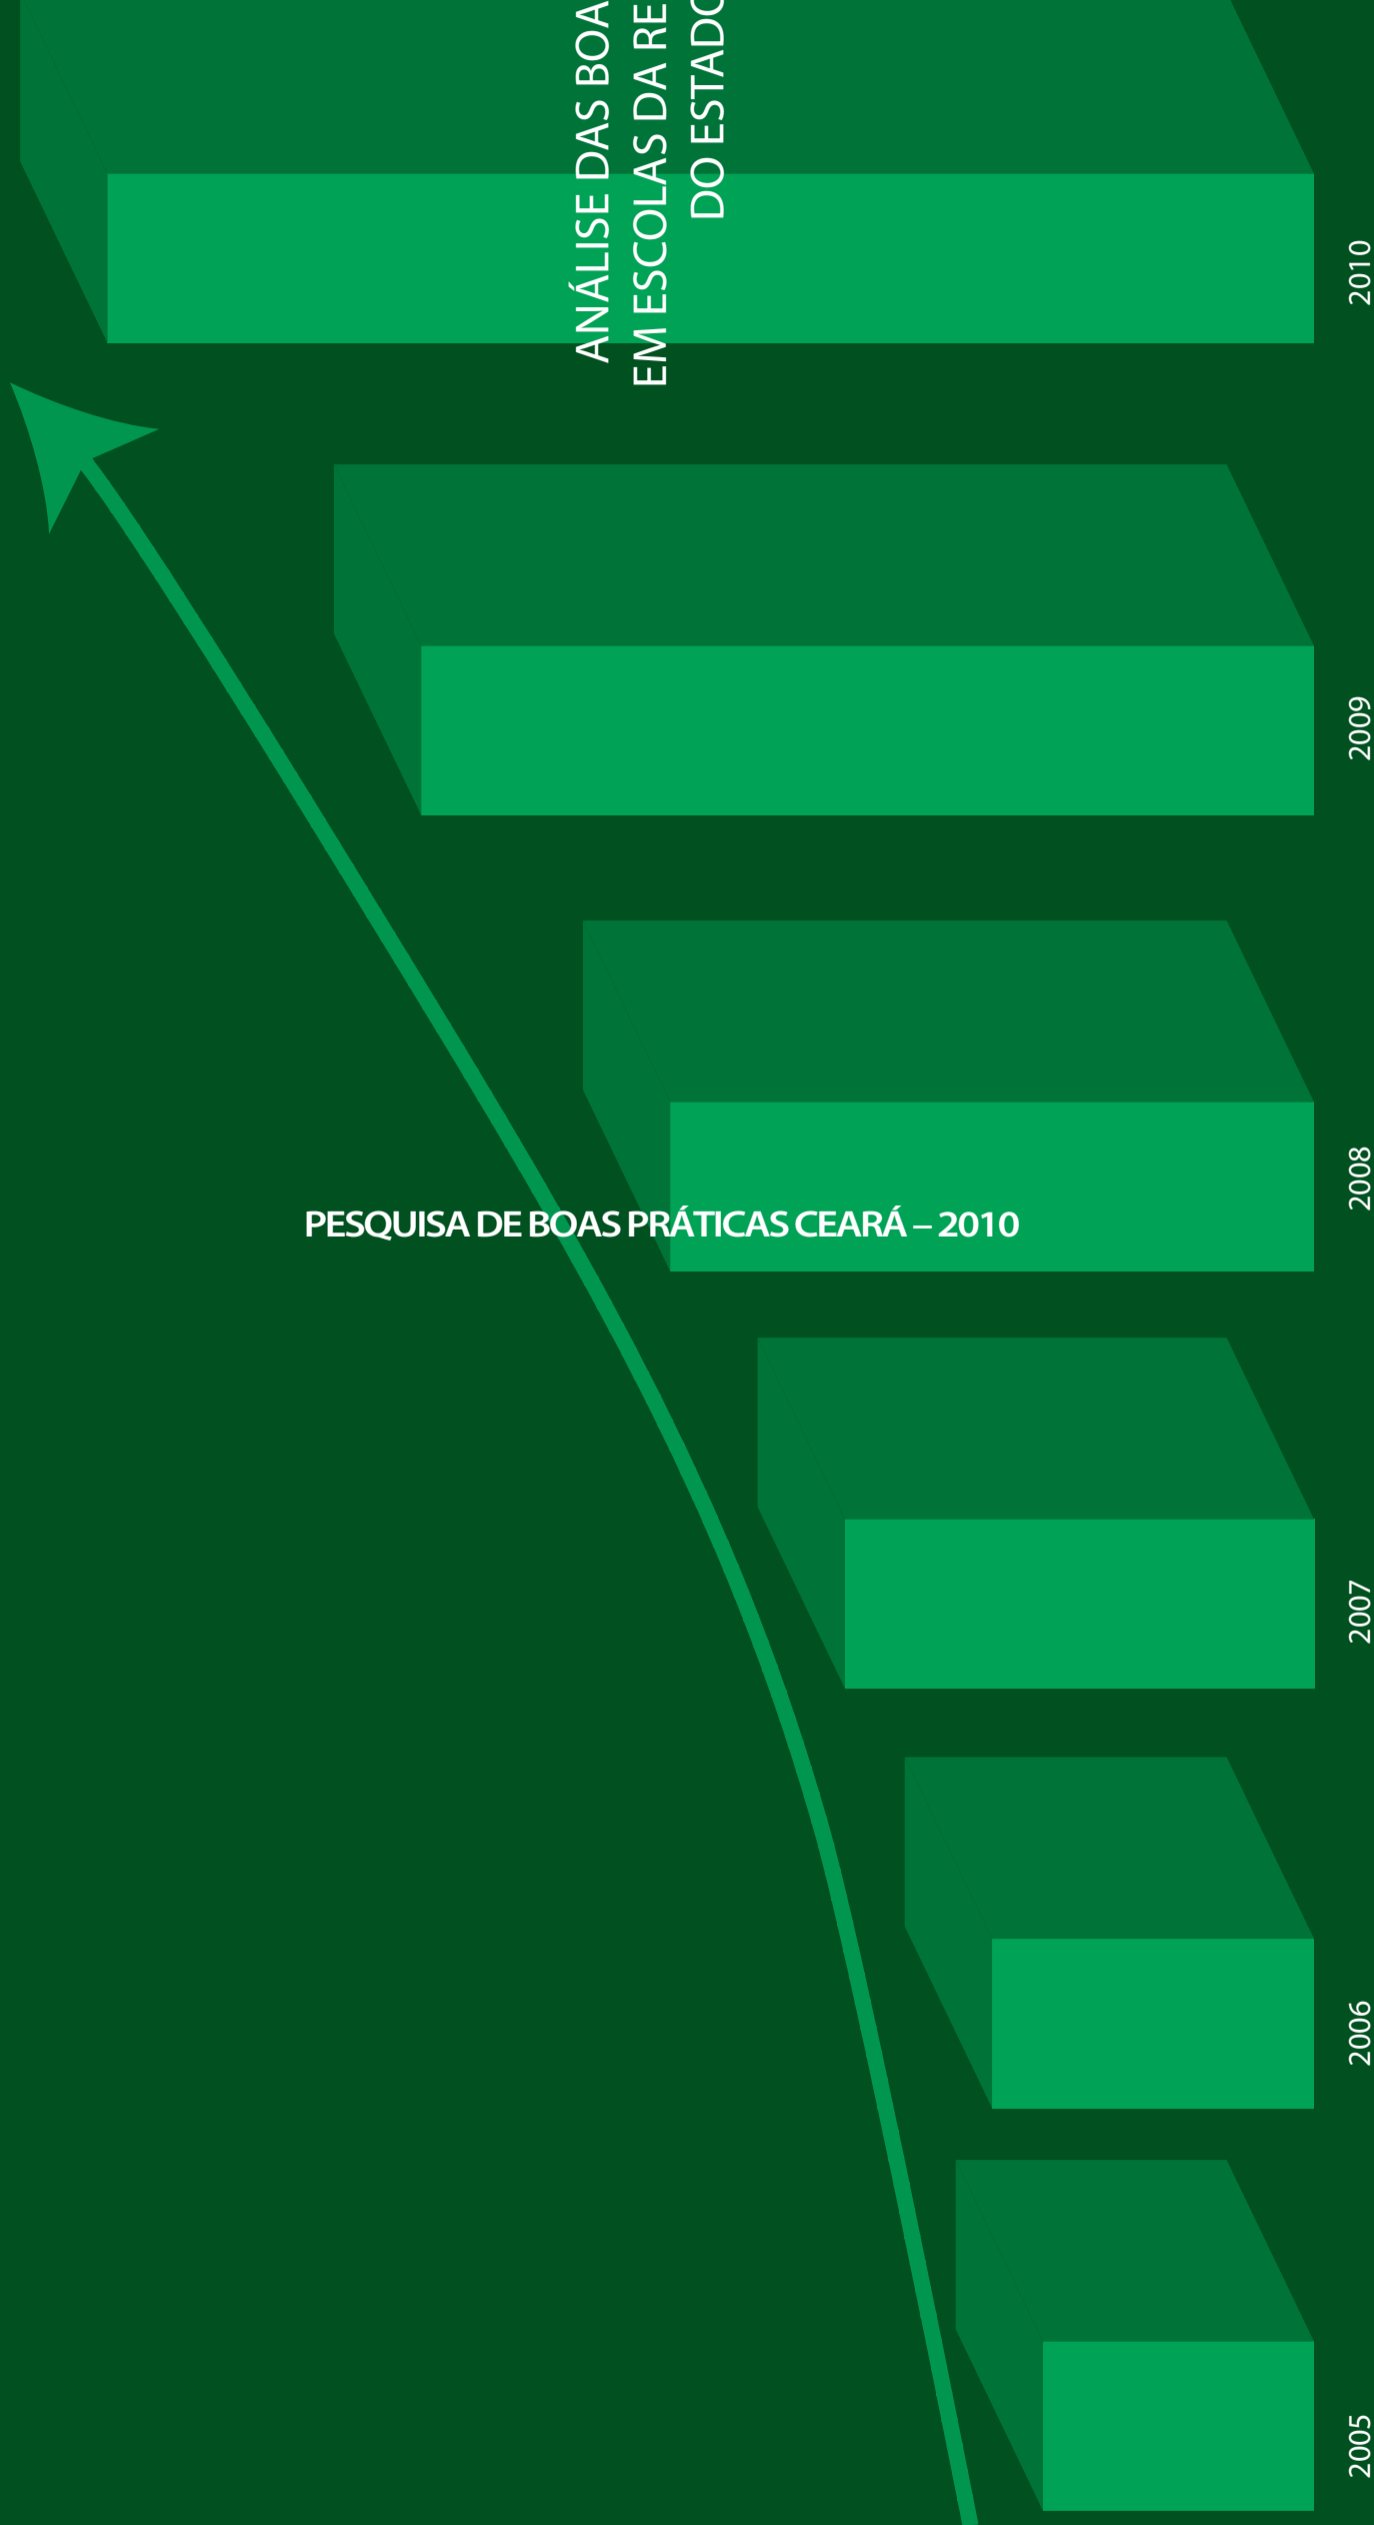 ANÁLISE DAS BOA
EM ESCOLAS DA RE
DO ESTADO
PESQUISA DE BOAS PRÁTICAS CEARÁ – 2010
2005
2006
2007
2008
2009
2010